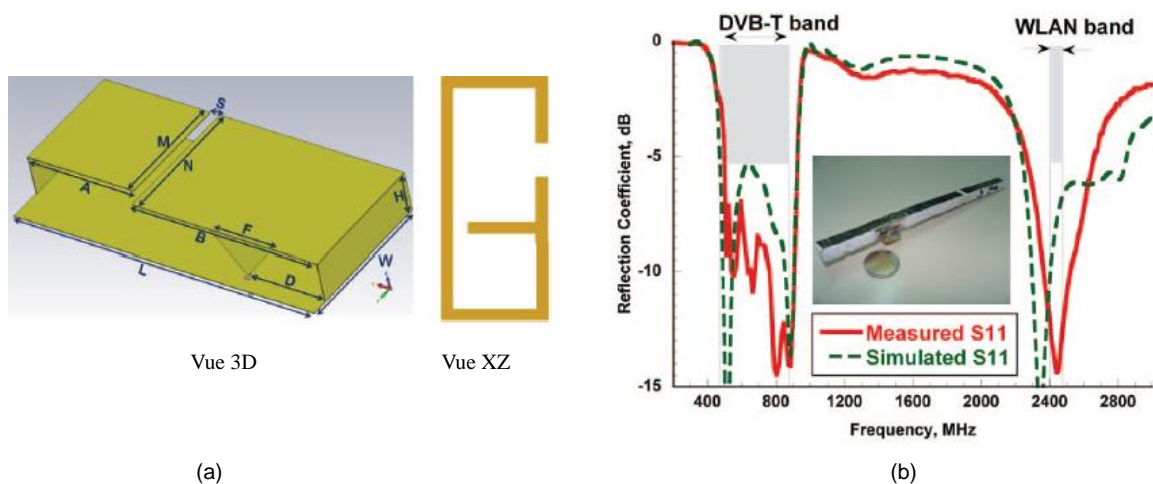 S
M
N
A
H
B
F
W
L
D
Vue 3D
Vue XZ
(a)
DVB-T band
WLAN band
0
-5
-10
-15
Reflection Coefficient, dB
Measured S11
Simulated S11
400 800 1200 1600 2000 2400 2800
Frequency, MHz
(b)